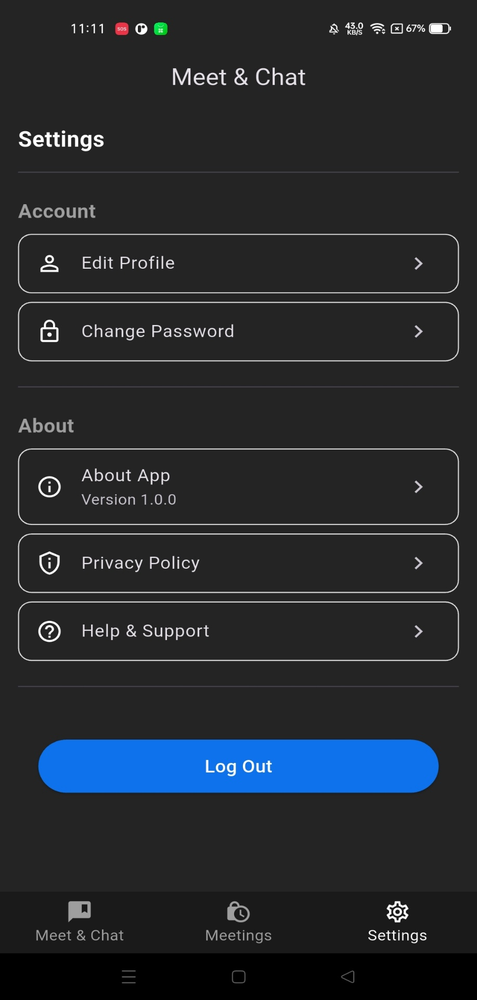 11:11 SOS 43.0 KB/S 67%
Meet & Chat
Settings
Account
Edit Profile
Change Password
About
About App
Version 1.0.0
Privacy Policy
Help & Support
Log Out
Meet & Chat Meetings Settings